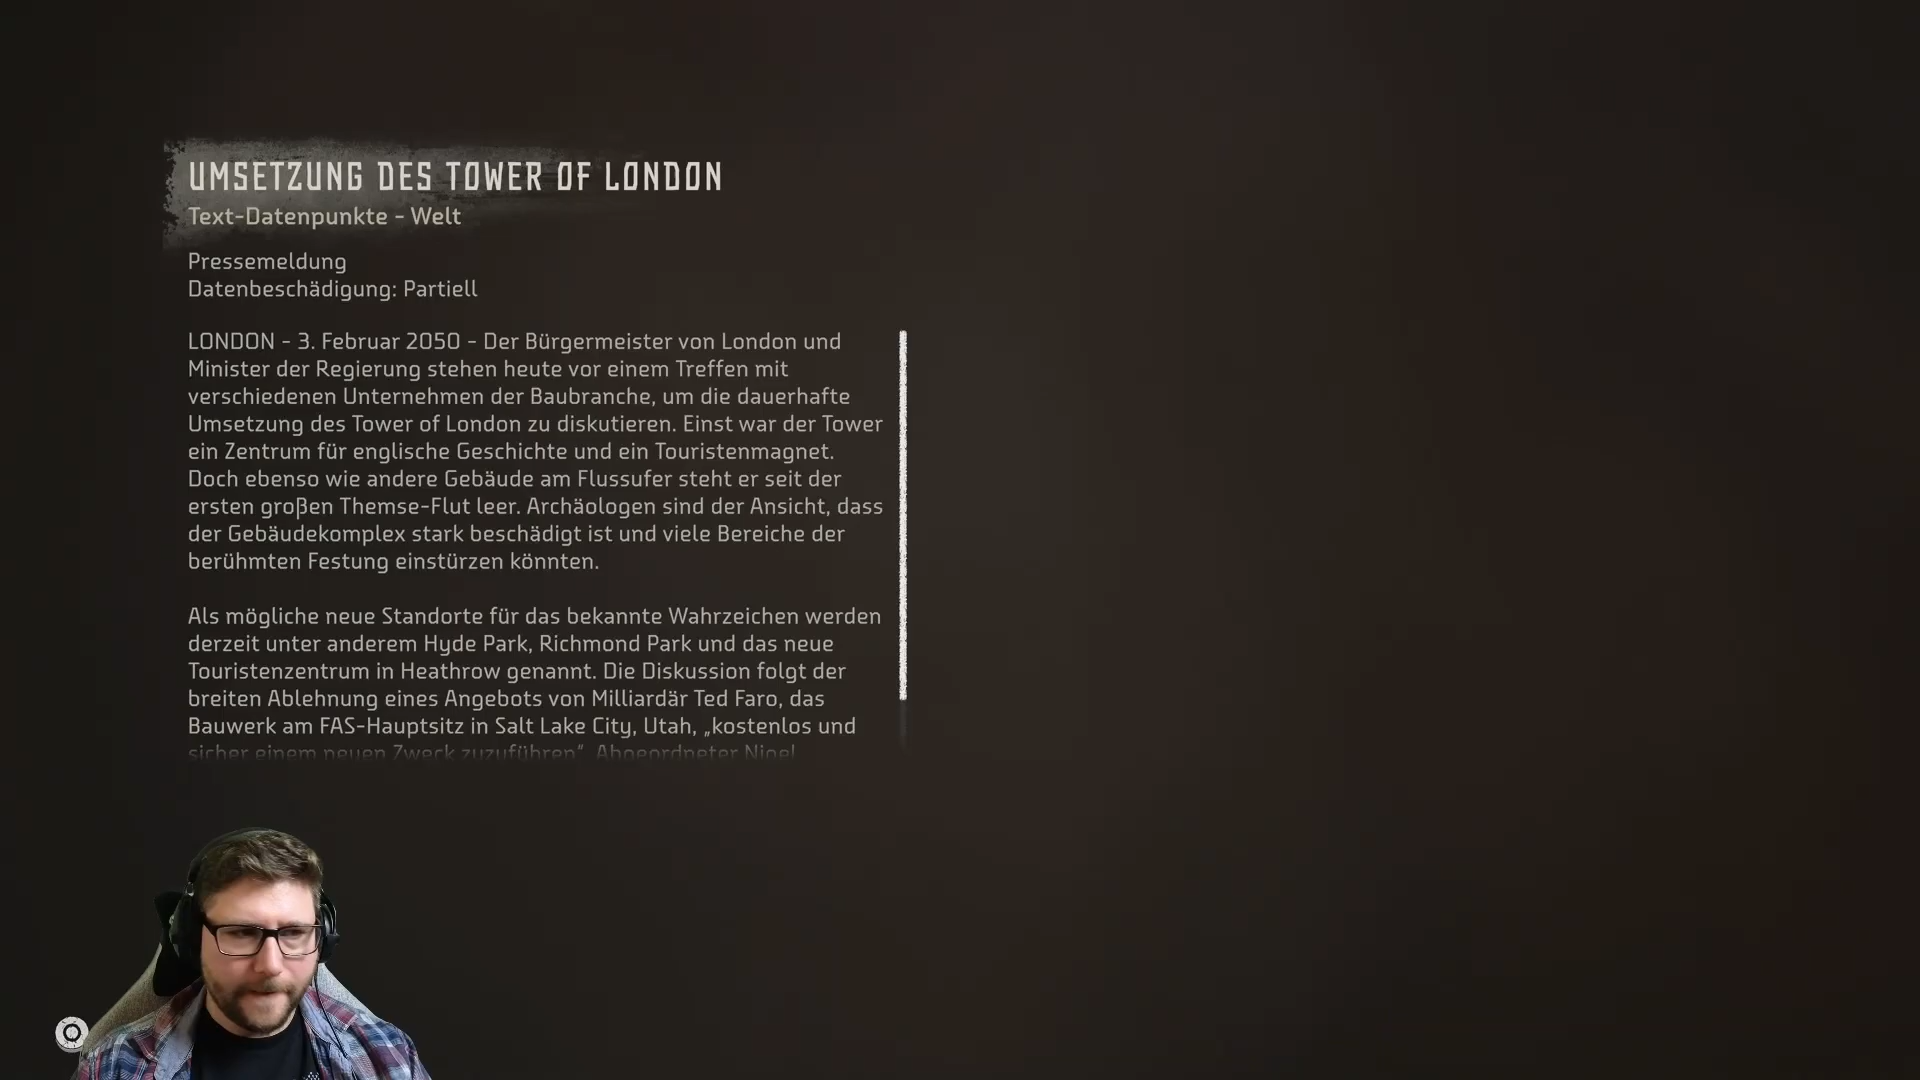 UMSETZUNG DES TOWER OF LONDON
Text-Datenpunkte - Welt
Pressemeldung
Datenbeschädigung: Partiell
LONDON - 3. Februar 2050 - Der Bürgermeister von London und
Minister der Regierung stehen heute vor einem Treffen mit
verschiedenen Unternehmen der Baubranche, um die dauerhafte
Umsetzung des Tower of London zu diskutieren. Einst war der Tower
ein Zentrum für englische Geschichte und ein Touristenmagnet.
Doch ebenso wie andere Gebäude am Flussufer steht er seit der
ersten großen Themse-Flut leer. Archäologen sind der Ansicht, dass
der Gebäudekomplex stark beschädigt ist und viele Bereiche der
berühmten Festung einstürzen könnten.
Als mögliche neue Standorte für das bekannte Wahrzeichen werden
derzeit unter anderem Hyde Park, Richmond Park und das neue
Touristenzentrum in Heathrow genannt. Die Diskussion folgt der
breiten Ablehnung eines Angebots von Milliardär Ted Faro, das
Bauwerk am FAS-Hauptsitz in Salt Lake City, Utah, „kostenlos und
sicher einem neuen Zweck zuzuführen“. Abgeordneter Nigel